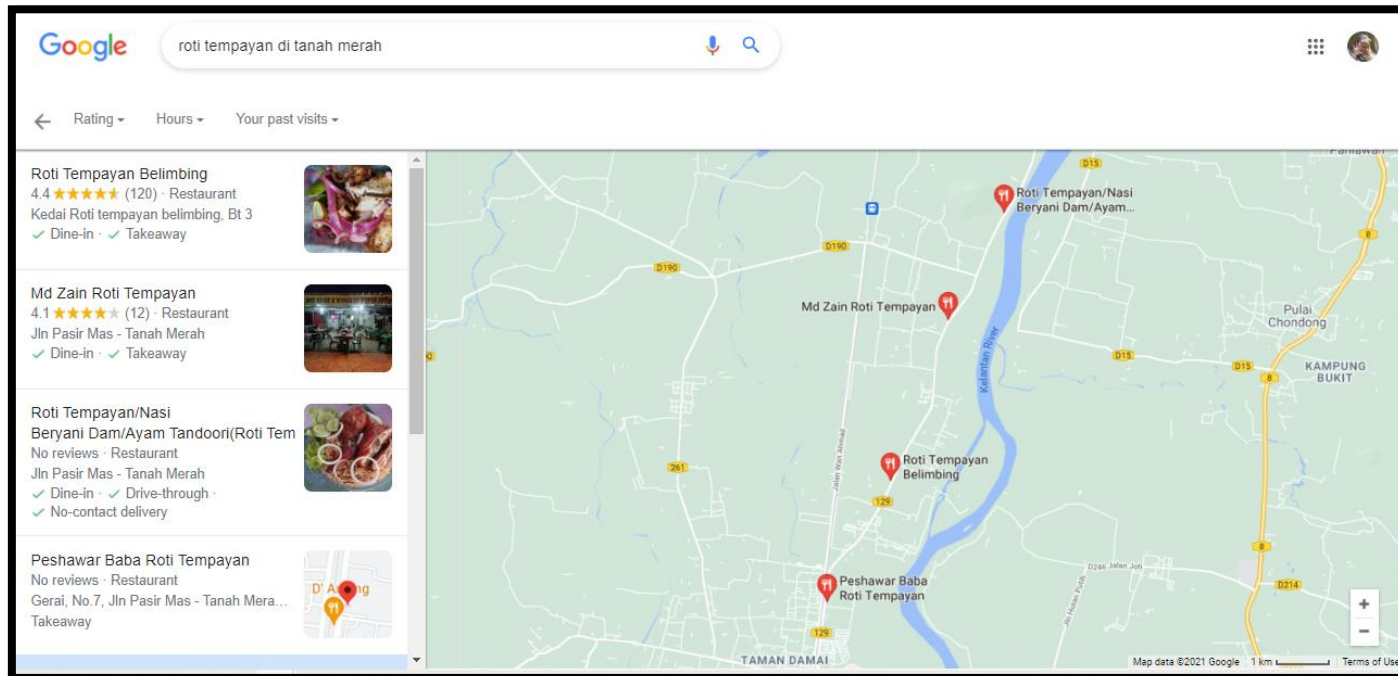 Google
roti tempayan di tanah merah
Rating
Hours
Your past visits
Roti Tempayan Belimbing
4.4 (120) · Restaurant
Kedai Roti tempayan belimbing, Bt 3
Dine-in · Takeaway
Md Zain Roti Tempayan
4.1 (12) · Restaurant
Jln Pasir Mas - Tanah Merah
Dine-in · Takeaway
Roti Tempayan/Nasi
Beryani Dam/Ayam Tandoori(Roti Tem
No reviews · Restaurant
Jln Pasir Mas - Tanah Merah
Dine-in · Drive-through ·
No-contact delivery
Peshawar Baba Roti Tempayan
No reviews · Restaurant
Gerai, No.7, Jln Pasir Mas - Tanah Mera...
Takeaway
D15
Roti Tempayan/Nasi
Beryani Dam/Ayam...
8
D190
D190
Md Zain Roti Tempayan
Pulai
Chondong
Kelantan River
D15
D15
8
KAMPUNG
BUKIT
Jalan Wan Ahmad
261
Roti Tempayan
Belimbing
129
8
D246 Jalan Joh
D214
Peshawar Baba
Roti Tempayan
Jln Hutan Putih
129
TAMAN DAMAI
Map data ©2021 Google
1 km
Terms of Use